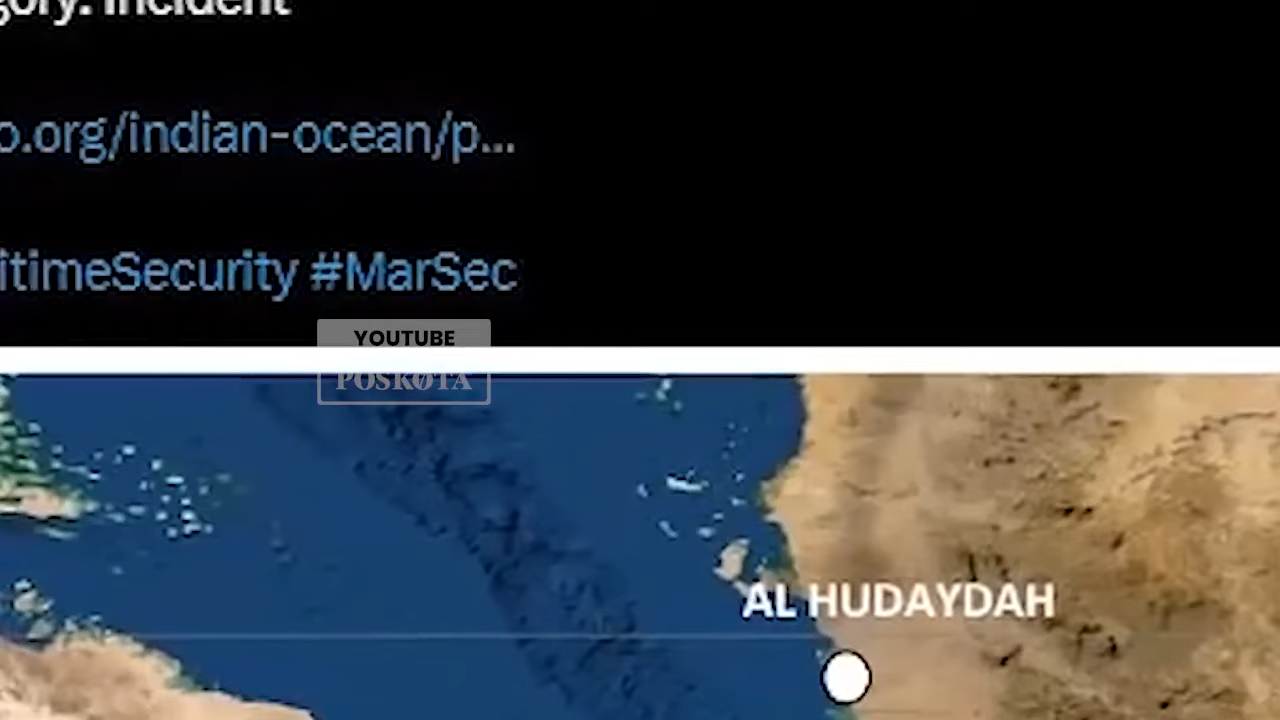 gory: Incident
o.org/indian-ocean/p...
itimeSecurity #MarSec
YOUTUBE
POSKOTA
AL HUDAYDAH